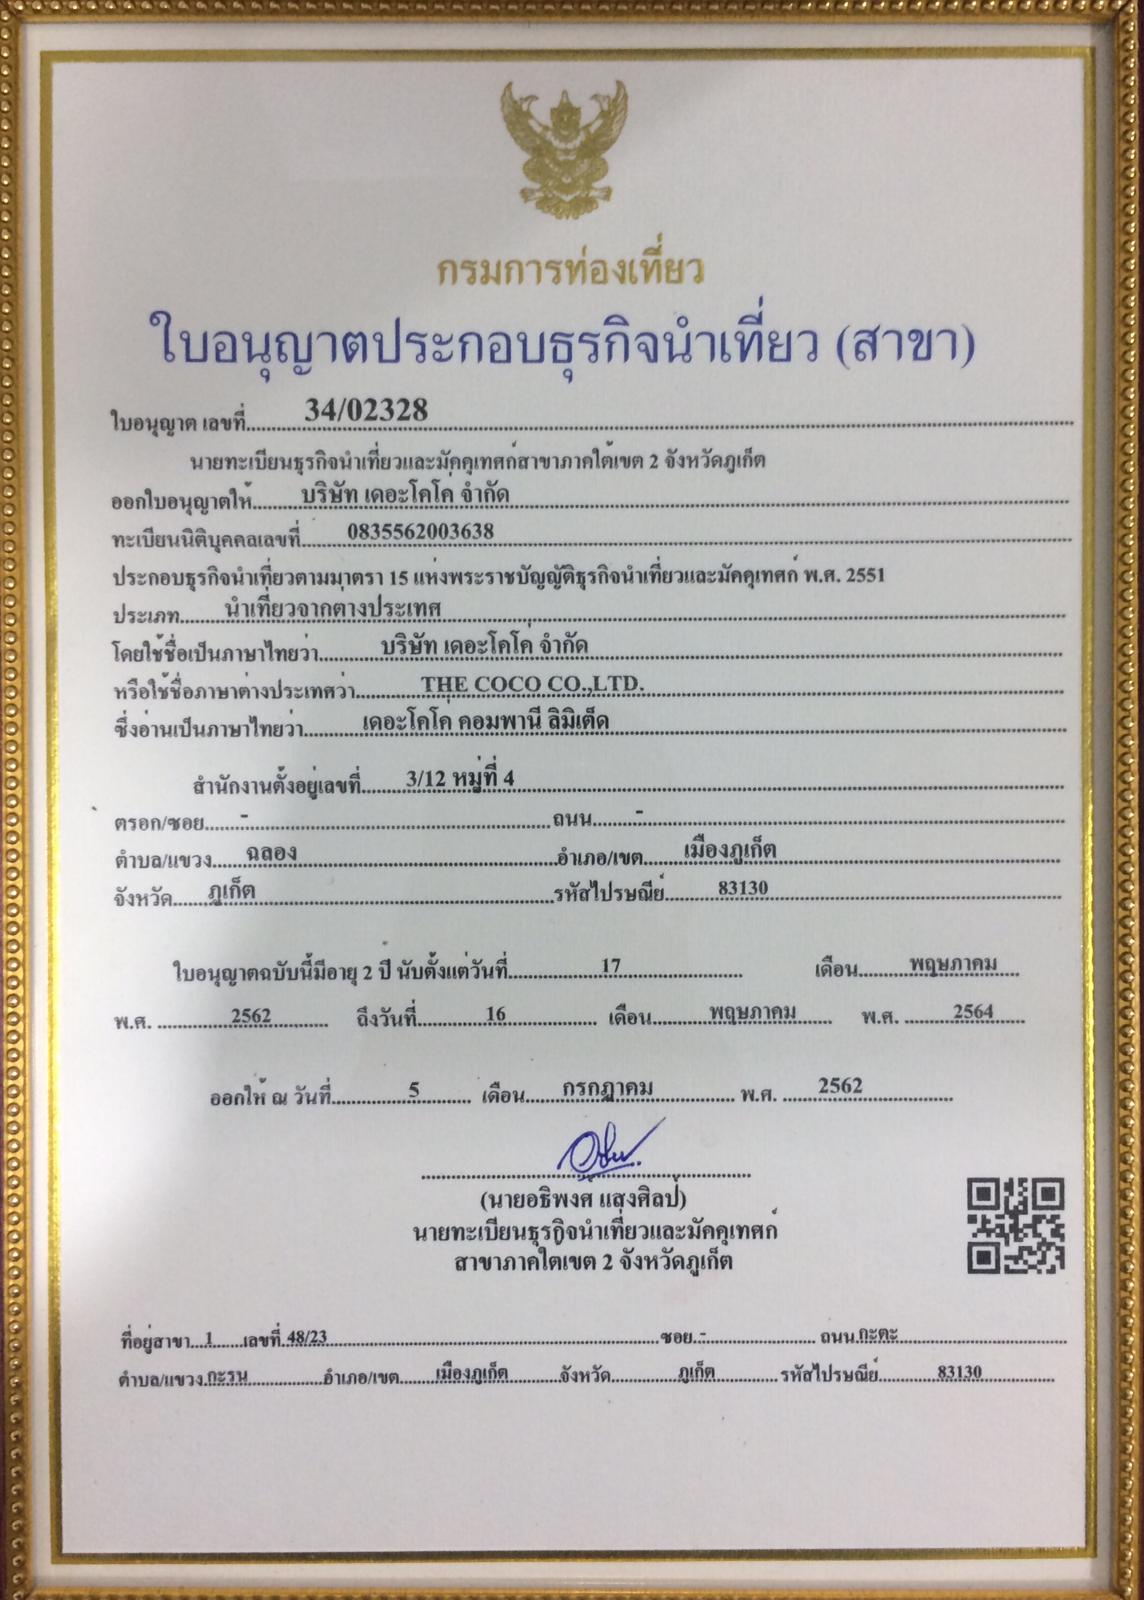 กรมการท่องเที่ยว
ใบอนุญาตประกอบธุรกิจนำเที่ยว (สาขา)
ใบอนุญาต เลขที่ 34/02328
นายทะเบียนธุรกิจนำเที่ยวและมัคคุเทศก์สาขาภาคใต้เขต 2 จังหวัดภูเก็ต
ออกใบอนุญาตให้ บริษัท เดอะโคโค่ จำกัด
ทะเบียนนิติบุคคลเลขที่ 0835562003638
ประกอบธุรกิจนำเที่ยวตามมาตรา 15 แห่งพระราชบัญญัติธุรกิจนำเที่ยวและมัคคุเทศก์ พ.ศ. 2551
ประเภท นำเที่ยวจากต่างประเทศ
โดยใช้ชื่อเป็นภาษาไทยว่า บริษัท เดอะโคโค่ จำกัด
หรือใช้ชื่อภาษาต่างประเทศว่า THE COCO CO.,LTD.
ซึ่งอ่านเป็นภาษาไทยว่า เดอะโคโค่ คอมพานี ลิมิเต็ด
สำนักงานตั้งอยู่เลขที่ 3/12 หมู่ที่ 4
ตรอก/ซอย - ถนน -
ตำบล/แขวง ฉลอง อำเภอ/เขต เมืองภูเก็ต
จังหวัด ภูเก็ต รหัสไปรษณีย์ 83130
ใบอนุญาตฉบับนี้มีอายุ 2 ปี นับตั้งแต่วันที่ 17 เดือน พฤษภาคม
พ.ศ. 2562 ถึงวันที่ 16 เดือน พฤษภาคม พ.ศ. 2564
ออกให้ ณ วันที่ 5 เดือน กรกฎาคม พ.ศ. 2562
(นายอธิพงศ์ แสงศิลป์)
นายทะเบียนธุรกิจนำเที่ยวและมัคคุเทศก์
สาขาภาคใต้เขต 2 จังหวัดภูเก็ต
ที่อยู่สาขา 1 เลขที่ 48/23 ซอย - ถนน กะตะ
ตำบล/แขวง กะรน อำเภอ/เขต เมืองภูเก็ต จังหวัด ภูเก็ต รหัสไปรษณีย์ 83130